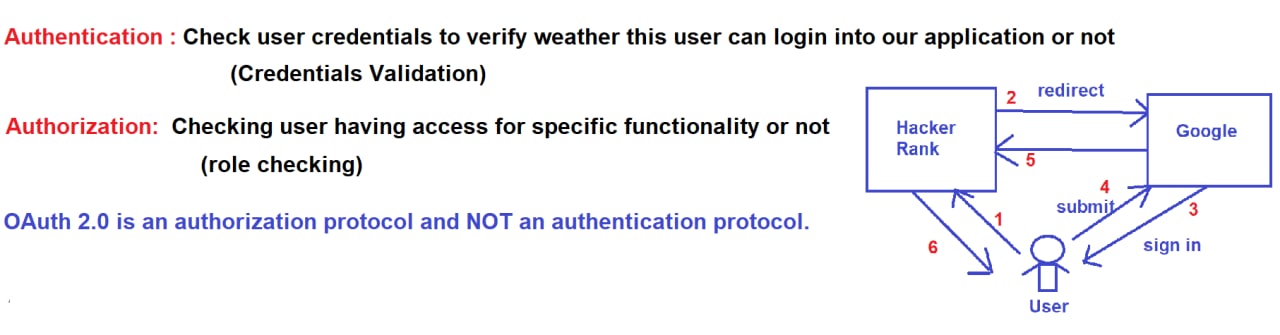 Authentication : Check user credentials to verify weather this user can login into our application or not
(Credentials Validation)
Authorization: Checking user having access for specific functionality or not
(role checking)
OAuth 2.0 is an authorization protocol and NOT an authentication protocol.
2 redirect
Hacker
Rank
Google
5
4
submit
3
1
6
sign in
User